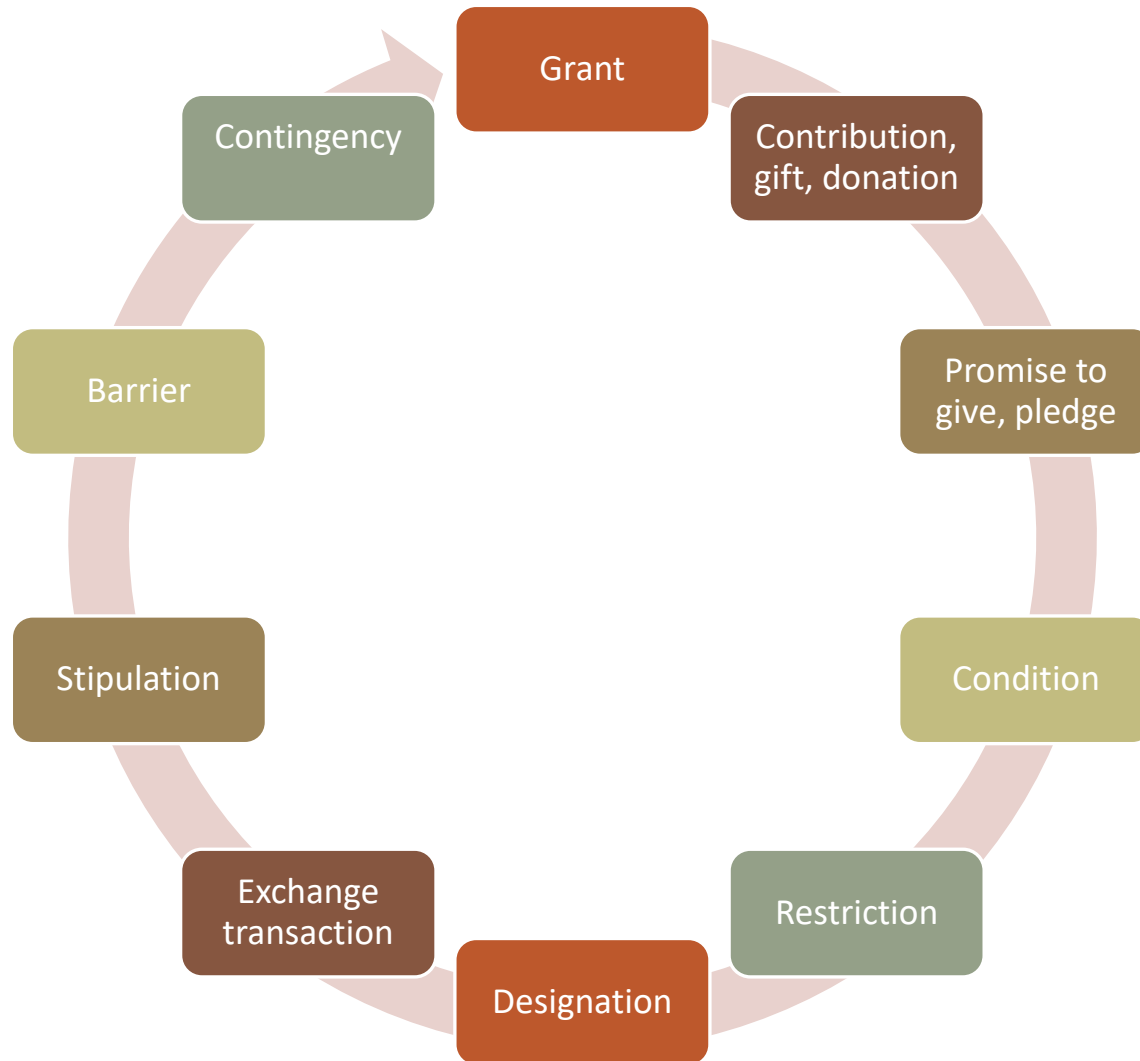 Grant
Contribution,
gift, donation
Promise to
give, pledge
Condition
Restriction
Designation
Exchange
transaction
Stipulation
Barrier
Contingency